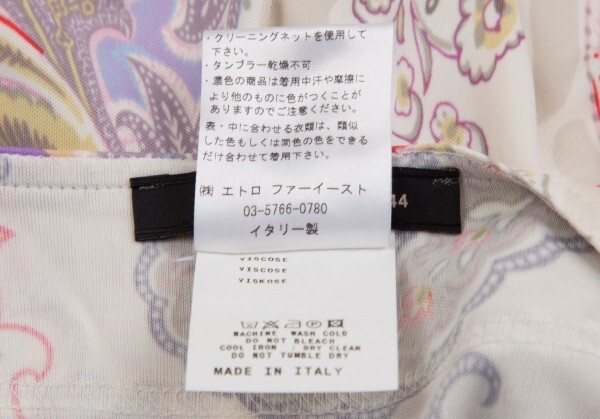 ・クリーニングネットを使用して
下さい。
・タンブラー乾燥不可
・濃色の商品は着用中汗や摩擦に
より他のものに色がつくことが
ありますのでご注意ください。
表・中に合わせる衣類は、類似
した色もしくは同色の色をできる
だけ合わせて着用下さい。
㈱ エトロ ファーイースト
03-5766-0780
イタリー製
44
VISCOSE
VISCOSE
VISKOSE
MACHINE WASH COLD
DO NOT BLEACH
COOL IRON / DRY CLEAN
DO NOT TUMBLE DRY
MADE IN ITALY